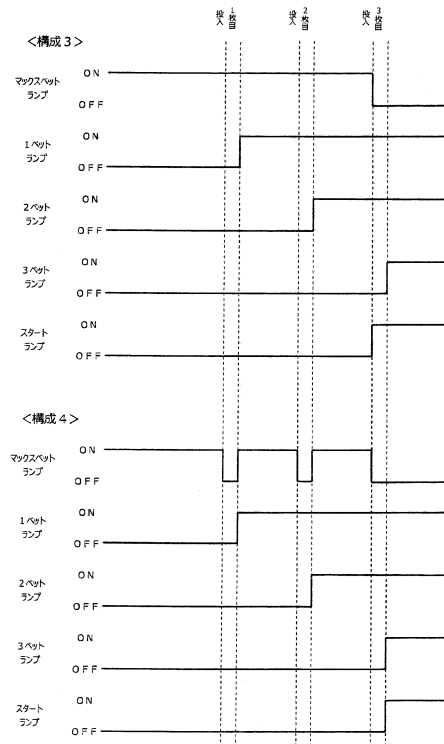 1枚目
投入
2枚目
投入
3枚目
投入
<構成3>
マックスベット
ランプ
ON
OFF
1ベット
ランプ
ON
OFF
2ベット
ランプ
ON
OFF
3ベット
ランプ
ON
OFF
スタート
ランプ
ON
OFF
<構成4>
マックスベット
ランプ
ON
OFF
1ベット
ランプ
ON
OFF
2ベット
ランプ
ON
OFF
3ベット
ランプ
ON
OFF
スタート
ランプ
ON
OFF